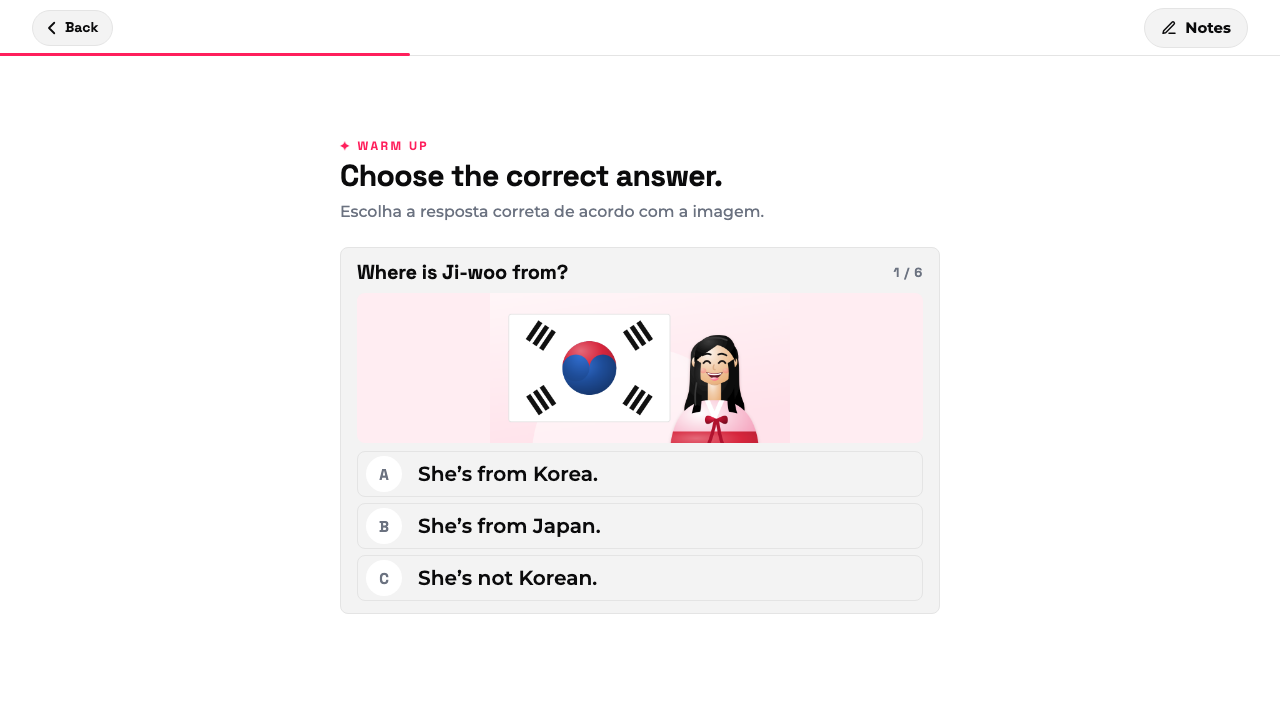 Back
Notes
WARM UP
Choose the correct answer.
Escolha a resposta correta de acordo com a imagem.
Where is Ji-woo from?
1 / 6
A
She’s from Korea.
B
She’s from Japan.
C
She’s not Korean.